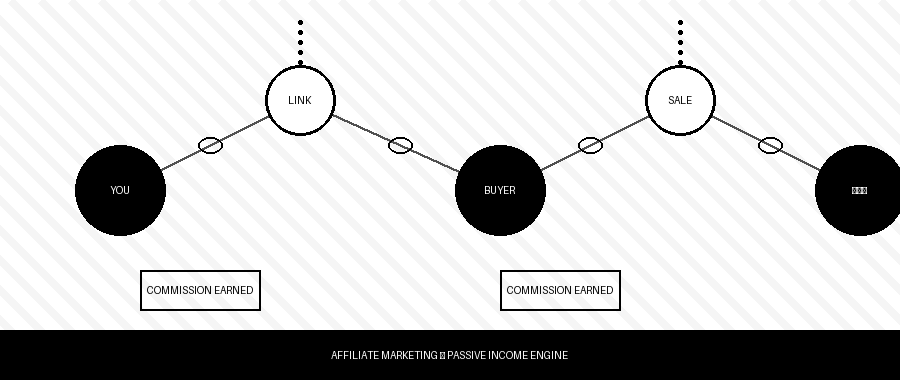 LINK
SALE
YOU
BUYER
COMMISSION EARNED
COMMISSION EARNED
AFFILIATE MARKETING PASSIVE INCOME ENGINE